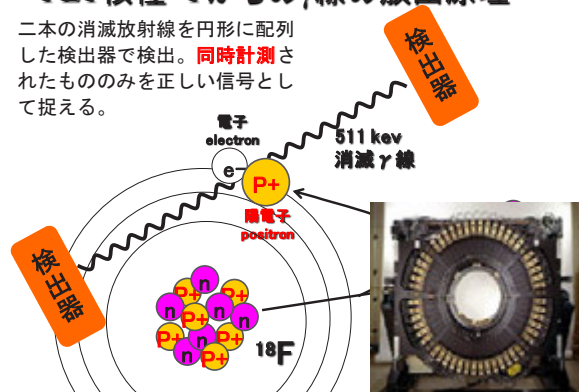 二本の消滅放射線を円形に配列
した検出器で検出。同時計測さ
れたもののみを正しい信号とし
て捉える。
検出器
電子
electron
511 kev
消滅γ線
e-
P+
陽電子
positron
検出器
n
P+
P+
n
n
P+
n
P+
n
P+
n
P+
18F